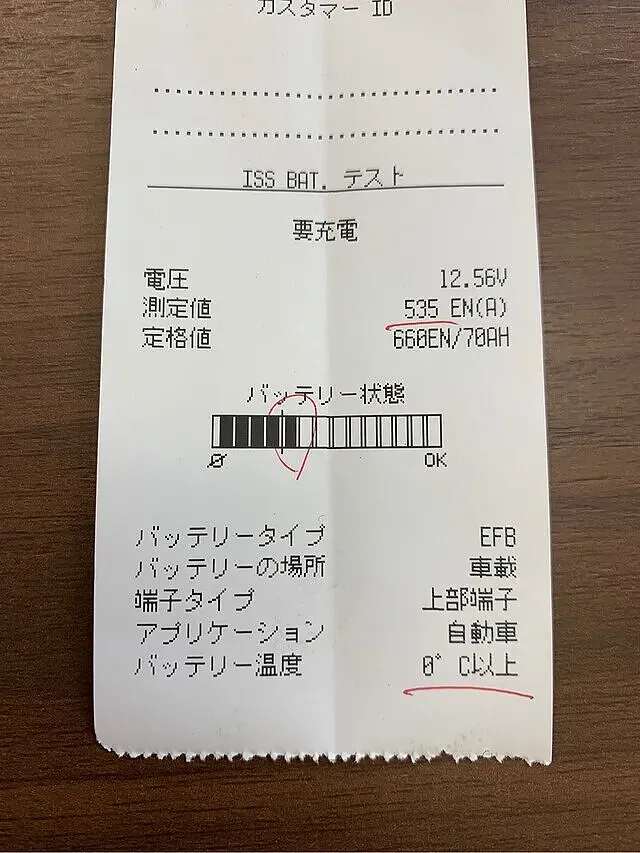 カスタマー ID
ISS BAT. テスト
要充電
電圧 12.56V
測定値 535 EN(A)
定格値 660EN/70AH
バッテリー状態
0 OK
バッテリータイプ EFB
バッテリーの場所 車載
端子タイプ 上部端子
アプリケーション 自動車
バッテリー温度 0°C以上